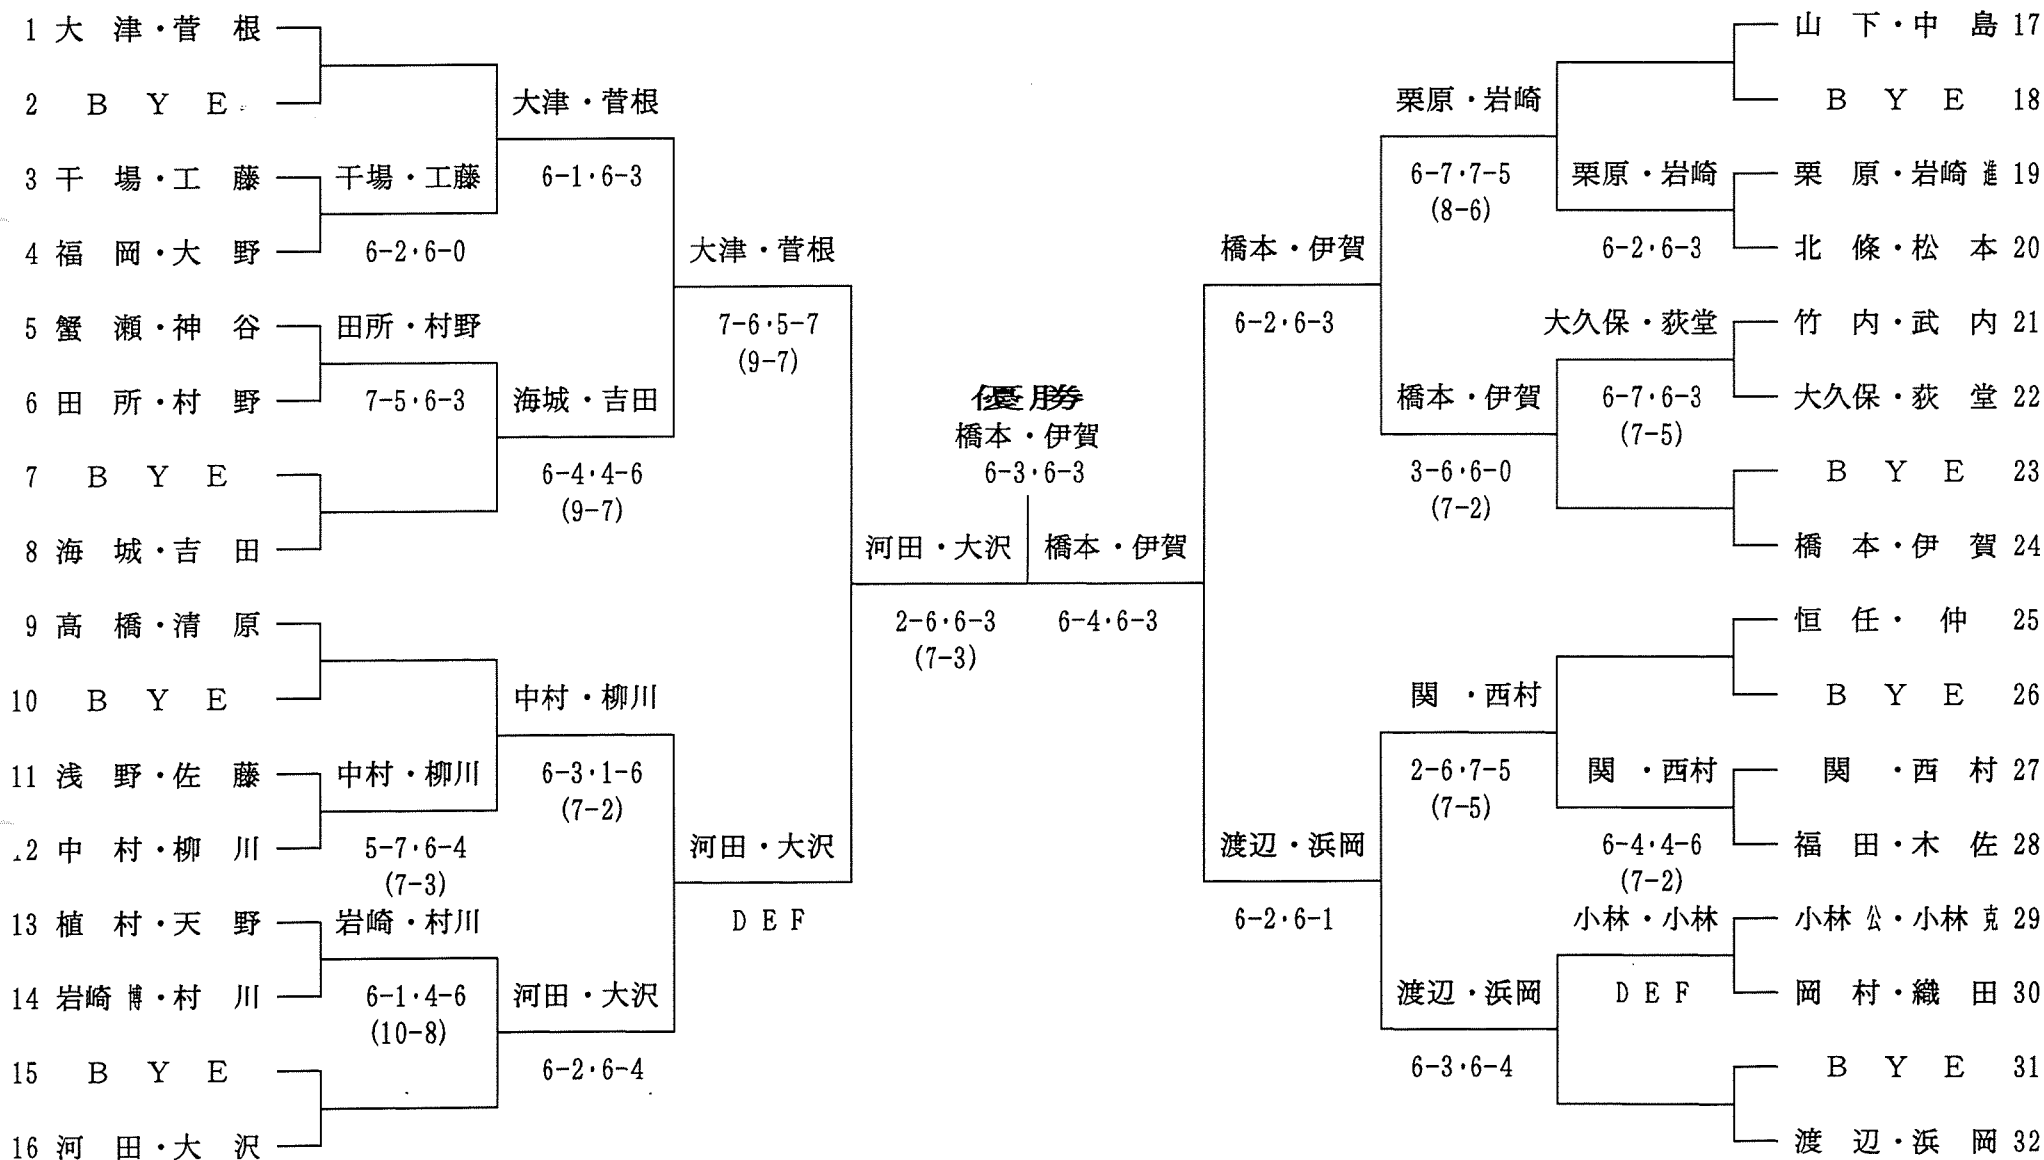 1 大津・菅根
2 BYE
3 干場・工藤
4 福岡・大野
5 蟹瀬・神谷
6 田所・村野
7 BYE
8 海城・吉田
9 高橋・清原
10 BYE
11 浅野・佐藤
12 中村・柳川
13 植村・天野
14 岩崎博・村川
15 BYE
16 河田・大沢
干場・工藤
6-2・6-0
田所・村野
7-5・6-3
中村・柳川
5-7・6-4
(7-3)
岩崎・村川
6-1・4-6
(10-8)
大津・菅根
6-1・6-3
海城・吉田
6-4・4-6
(9-7)
中村・柳川
6-3・1-6
(7-2)
河田・大沢
6-2・6-4
大津・菅根
7-6・5-7
(9-7)
河田・大沢
DEF
河田・大沢
2-6・6-3
(7-3)
優勝
橋本・伊賀
6-3・6-3
橋本・伊賀
6-4・6-3
橋本・伊賀
6-2・6-3
渡辺・浜岡
6-2・6-1
栗原・岩崎
6-7・7-5
(8-6)
橋本・伊賀
3-6・6-0
(7-2)
関・西村
2-6・7-5
(7-5)
渡辺・浜岡
6-3・6-4
栗原・岩崎
6-2・6-3
大久保・荻堂
6-7・6-3
(7-5)
関・西村
6-4・4-6
(7-2)
小林・小林
DEF
山下・中島 17
BYE 18
栗原・岩崎進 19
北條・松本 20
竹内・武内 21
大久保・荻堂 22
BYE 23
橋本・伊賀 24
恒任・仲 25
BYE 26
関・西村 27
福田・木佐 28
小林公・小林克 29
岡村・織田 30
BYE 31
渡辺・浜岡 32